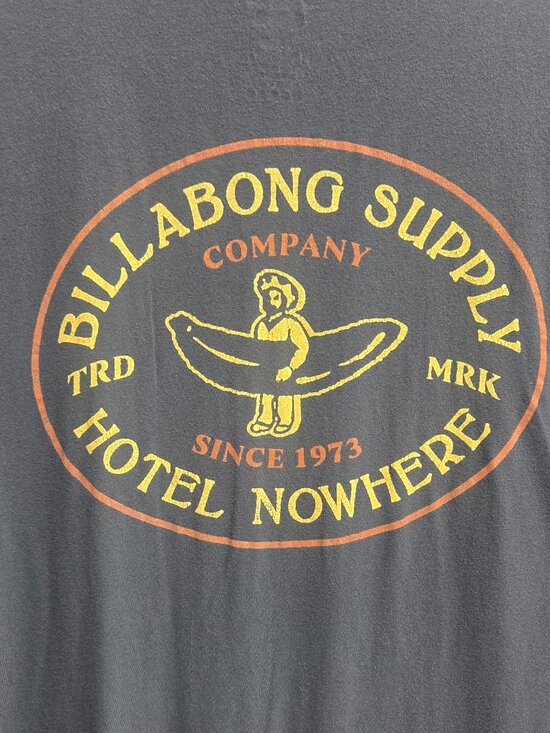 BILLABONG SUPPLY
COMPANY
TRD
MRK
SINCE 1973
HOTEL NOWHERE